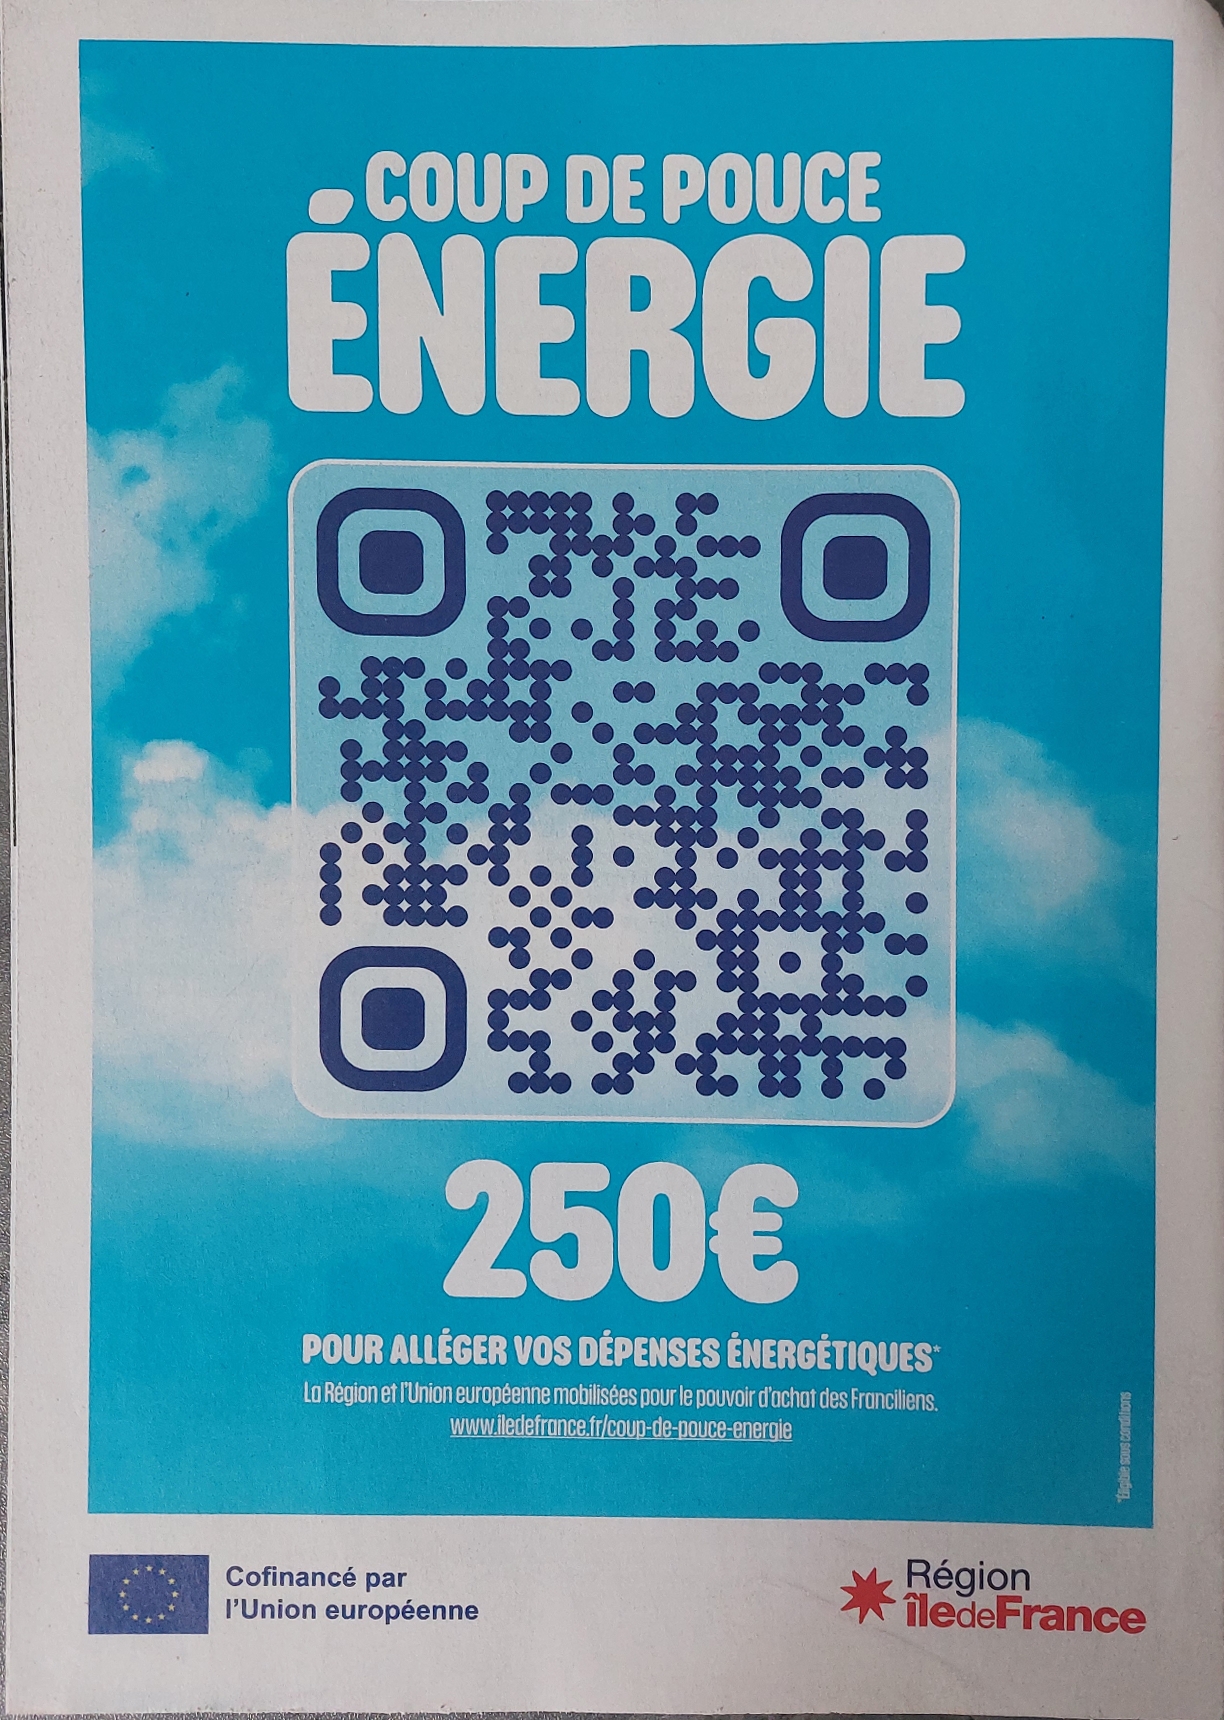 COUP DE POUCE
ÉNERGIE
250€
POUR ALLÉGER VOS DÉPENSES ÉNERGÉTIQUES*
La Région et l'Union européenne mobilisées pour le pouvoir d'achat des Franciliens.
www.iledefrance.fr/coup-de-pouce-energie
*Éligible sous conditions
Cofinancé par
l'Union européenne
Région
îledeFrance